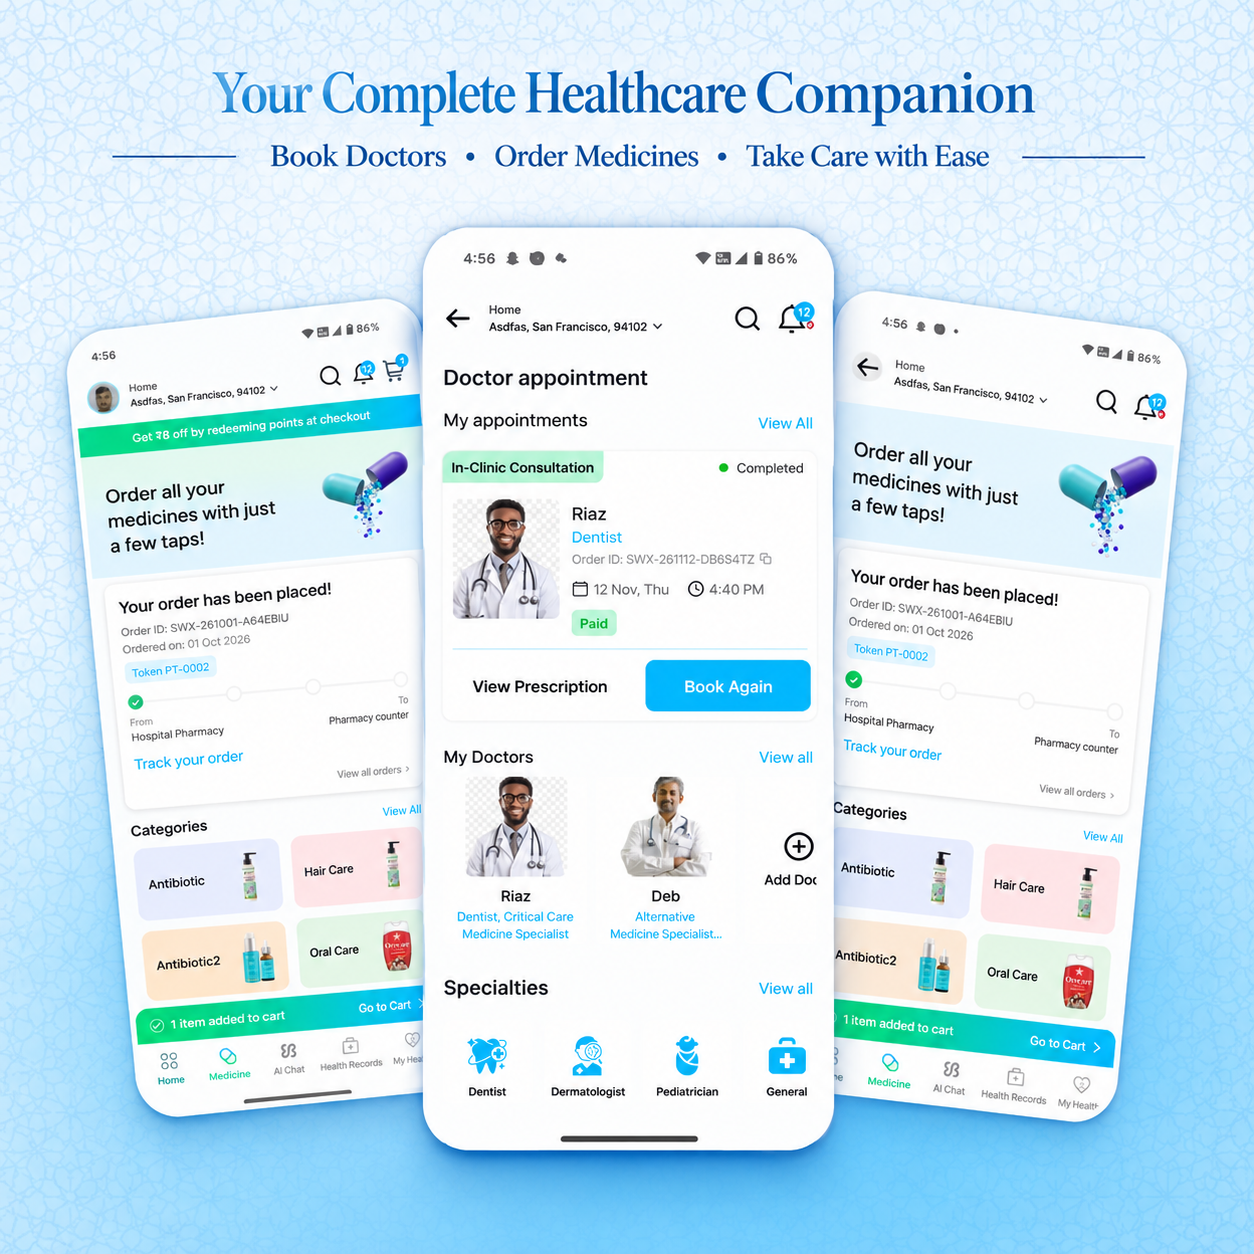 Your Complete Healthcare Companion
Book Doctors • Order Medicines • Take Care with Ease
4:56
86%
Home
Asdfas, San Francisco, 94102
12
1
Get ₹8 off by redeeming points at checkout
Order all your
medicines with just
a few taps!
Your order has been placed!
Order ID: SWX-261001-A64EBIU
Ordered on: 01 Oct 2026
Token PT-0002
From
Hospital Pharmacy
To
Pharmacy counter
Track your order
View all orders
Categories
View All
Antibiotic
Hair Care
Antibiotic2
Oral Care
1 item added to cart
Go to Cart
Home
Medicine
AI Chat
Health Records
My Hea
4:56
86%
Home
Asdfas, San Francisco, 94102
12
Doctor appointment
My appointments
View All
In-Clinic Consultation
Completed
Riaz
Dentist
Order ID: SWX-261112-DB6S4TZ
12 Nov, Thu
4:40 PM
Paid
View Prescription
Book Again
My Doctors
View all
Riaz
Dentist, Critical Care
Medicine Specialist
Deb
Alternative
Medicine Specialist...
Add Doc
Specialties
View all
Dentist
Dermatologist
Pediatrician
General
4:56
86%
Home
Asdfas, San Francisco, 94102
12
Order all your
medicines with just
a few taps!
Your order has been placed!
Order ID: SWX-261001-A64EBIU
Ordered on: 01 Oct 2026
Token PT-0002
From
Hospital Pharmacy
To
Pharmacy counter
Track your order
View all orders
Categories
View All
Antibiotic
Hair Care
Antibiotic2
Oral Care
1 item added to cart
Go to Cart
me
Medicine
AI Chat
Health Records
My Health